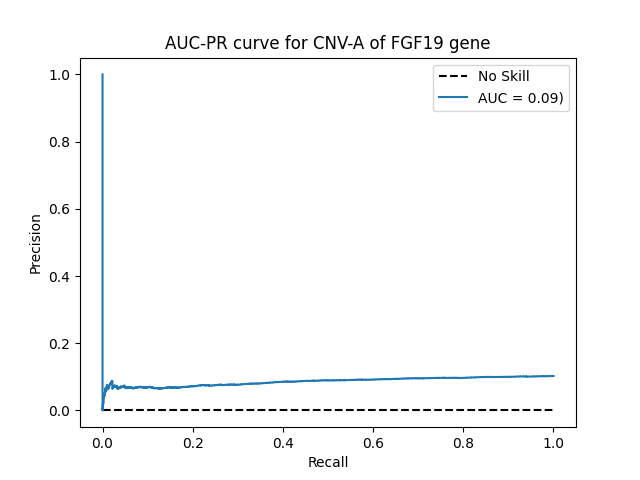 AUC-PR curve for CNV-A of FGF19 gene
No Skill
AUC = 0.09)
1.0
0.8
0.6
0.4
0.2
0.0
Precision
0.0 0.2 0.4 0.6 0.8 1.0
Recall